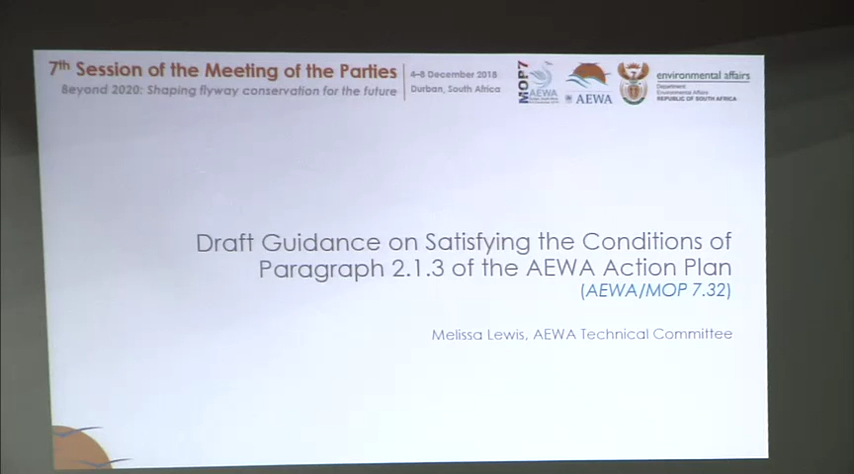 7th Session of the Meeting of the Parties
Beyond 2020: Shaping flyway conservation for the future
4–8 December 2018
Durban, South Africa
MOP7
AEWA
AEWA
environmental affairs
Department:
Environmental Affairs
REPUBLIC OF SOUTH AFRICA
Draft Guidance on Satisfying the Conditions of
Paragraph 2.1.3 of the AEWA Action Plan
(AEWA/MOP 7.32)
Melissa Lewis, AEWA Technical Committee